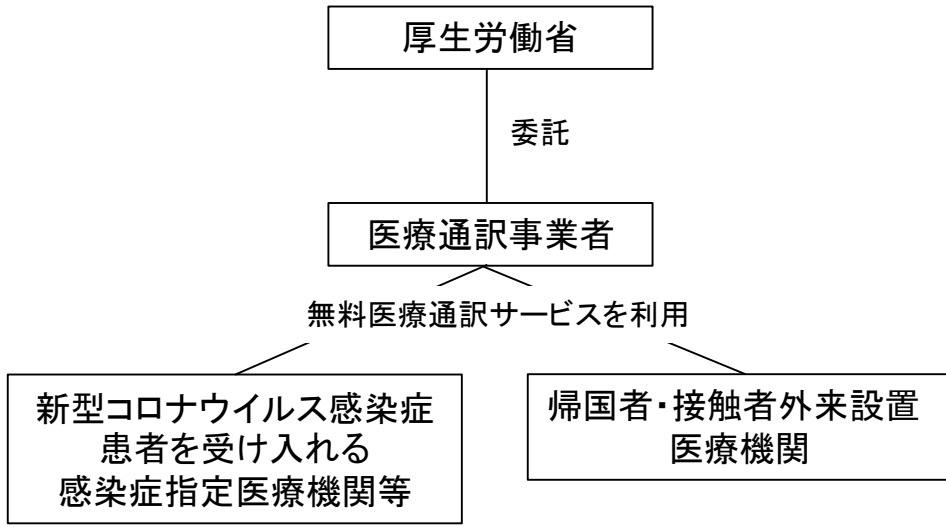 厚生労働省
委託
医療通訳事業者
無料医療通訳サービスを利用
新型コロナウイルス感染症
患者を受け入れる
感染症指定医療機関等
帰国者・接触者外来設置
医療機関